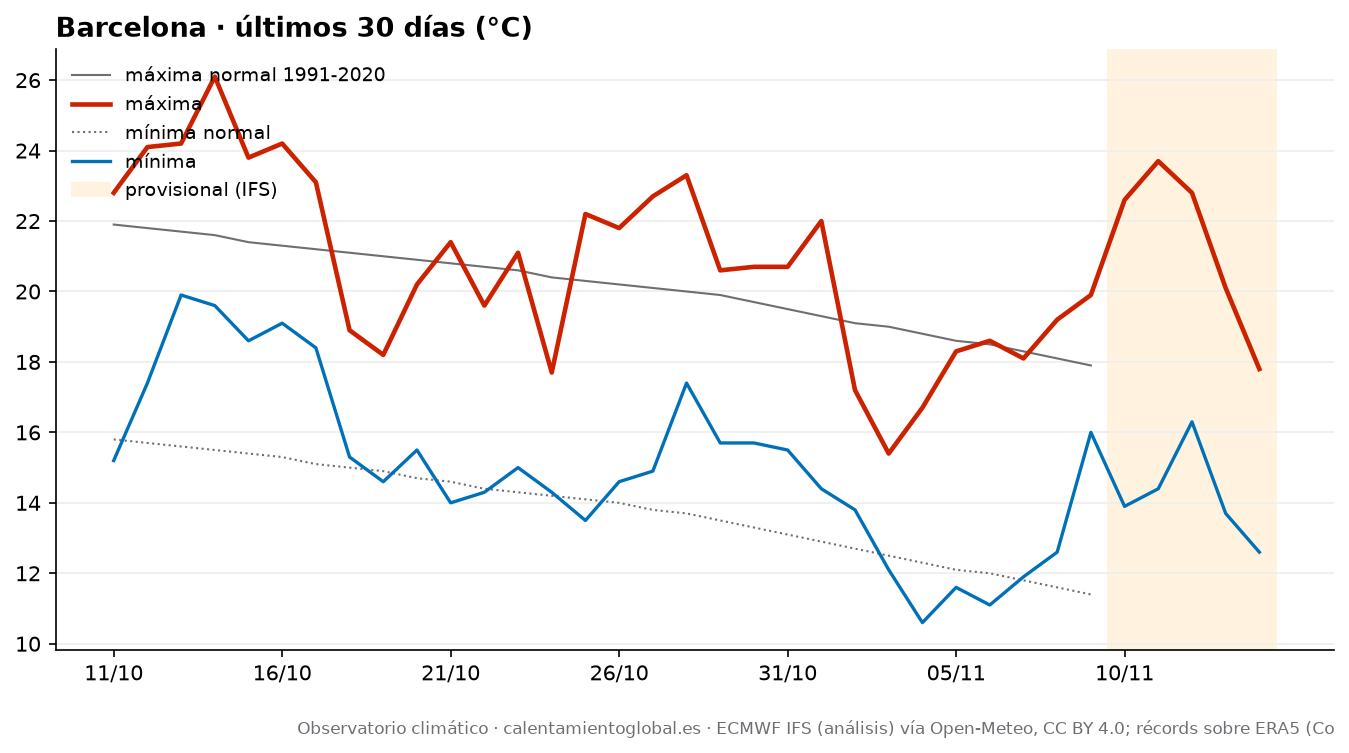 Barcelona · últimos 30 días (°C)
máxima normal 1991-2020
máxima
mínima normal
mínima
provisional (IFS)
26
24
22
20
18
16
14
12
10
11/10
16/10
21/10
26/10
31/10
05/11
10/11
Observatorio climático · calentamientoglobal.es · ECMWF IFS (análisis) vía Open-Meteo, CC BY 4.0; récords sobre ERA5 (Co